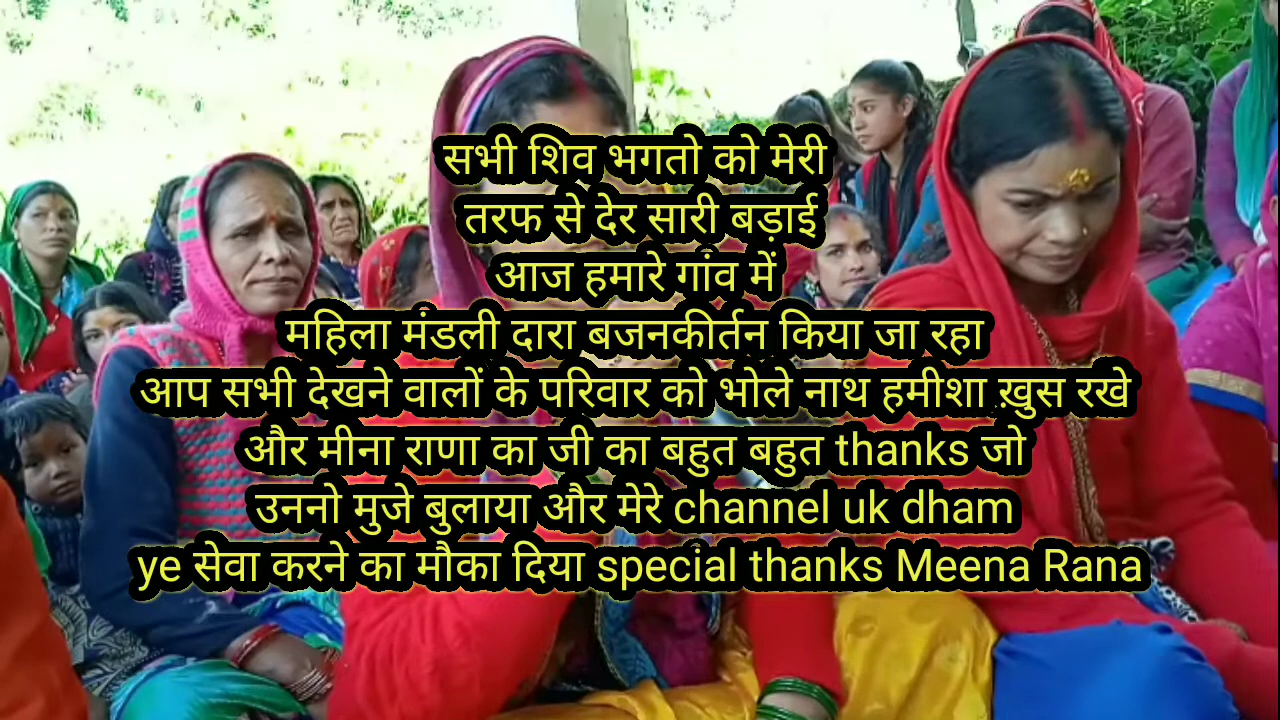 सभी शिव भगतो को मेरी
तरफ से देर सारी बड़ाई
आज हमारे गांव में
महिला मंडली दारा बजनकीर्तन किया जा रहा
आप सभी देखने वालों के परिवार को भोले नाथ हमीशा ख़ुस रखे
और मीना राणा का जी का बहुत बहुत thanks जो
उननो मुजे बुलाया और मेरे channel uk dham
ye सेवा करने का मौका दिया special thanks Meena Rana